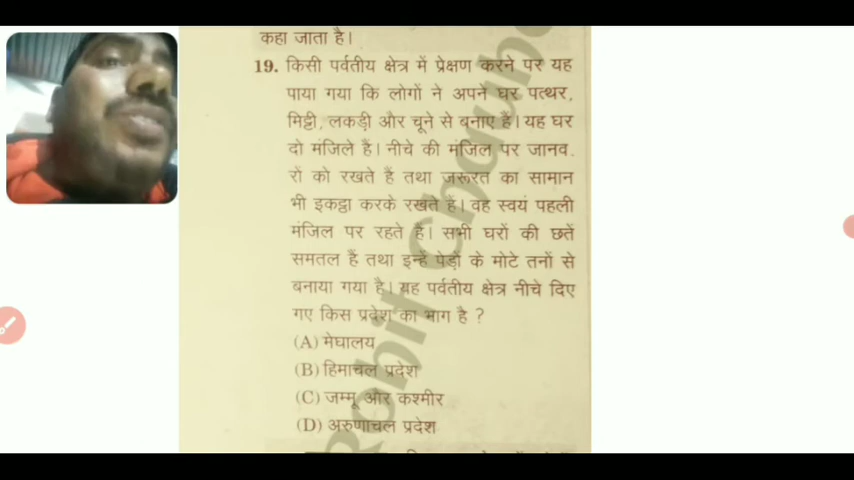 कहा जाता है।
19. किसी पर्वतीय क्षेत्र में प्रेक्षण करने पर यह
पाया गया कि लोगों ने अपने घर पत्थर,
मिट्टी, लकड़ी और चूने से बनाए हैं। यह घर
दो मंजिले हैं। नीचे की मंजिल पर जानव.
रों को रखते हैं तथा जरूरत का सामान
भी इकट्ठा करके रखते हैं। वह स्वयं पहली
मंजिल पर रहते हैं। सभी घरों की छतें
समतल हैं तथा इन्हें पेड़ों के मोटे तनों से
बनाया गया है। यह पर्वतीय क्षेत्र नीचे दिए
गए किस प्रदेश का भाग है ?
(A) मेघालय
(B) हिमाचल प्रदेश
(C) जम्मू और कश्मीर
(D) अरुणाचल प्रदेश
Rohit Chauhan